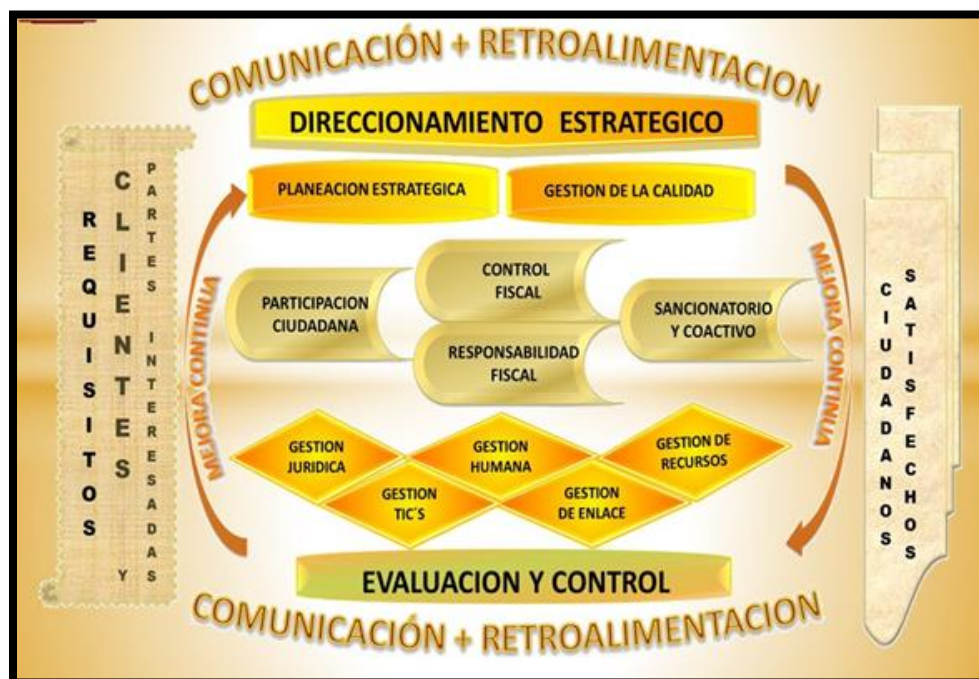 COMUNICACIÓN + RETROALIMENTACION
DIRECCIONAMIENTO ESTRATEGICO
PLANEACION ESTRATEGICA
GESTION DE LA CALIDAD
REQUISITOS
CLIENTES Y
PARTES INTERESADAS
MEJORA CONTINUA
PARTICIPACION
CIUDADANA
CONTROL
FISCAL
RESPONSABILIDAD
FISCAL
SANCIONATORIO
Y COACTIVO
MEJORA CONTINUA
CIUDADANOS
SATISFECHOS
GESTION
JURIDICA
GESTION
HUMANA
GESTION DE
RECURSOS
GESTION
TIC´S
GESTION
DE ENLACE
EVALUACION Y CONTROL
COMUNICACIÓN + RETROALIMENTACION